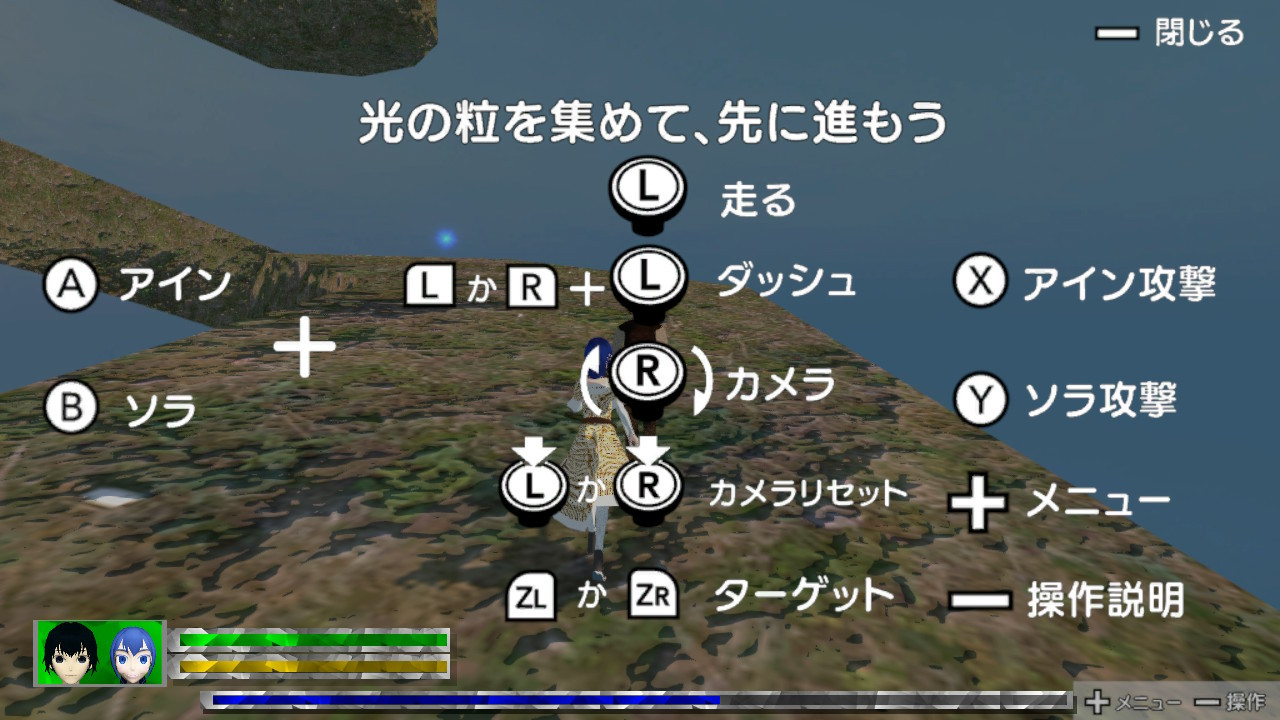 ー 閉じる
光の粒を集めて、先に進もう
L 走る
A アイン
L か R + L ダッシュ
X アイン攻撃
+
R カメラ
B ソラ
Y ソラ攻撃
L か R カメラリセット
+ メニュー
ZL か ZR ターゲット
ー 操作説明
+ メニュー ー 操作